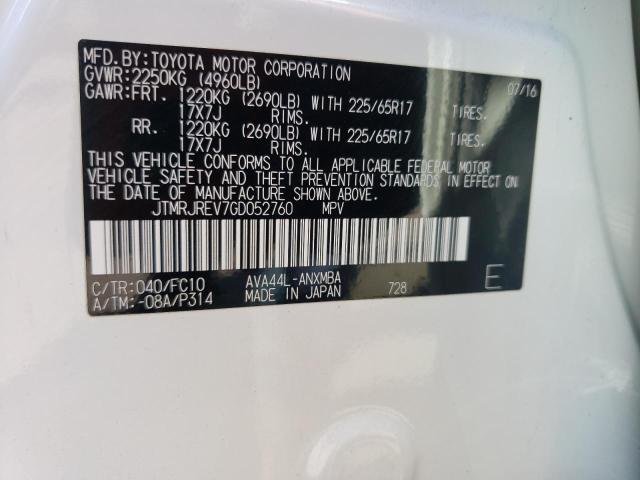 MFD.BY:TOYOTA MOTOR CORPORATION 07/16
GVWR:2250KG (4960LB)
GAWR:FRT. 1220KG (2690LB) WITH 225/65R17 TIRES.
17X7J RIMS.
RR. 1220KG (2690LB) WITH 225/65R17 TIRES.
17X7J RIMS.
THIS VEHICLE CONFORMS TO ALL APPLICABLE FEDERAL MOTOR
VEHICLE SAFETY AND THEFT PREVENTION STANDARDS IN EFFECT ON
THE DATE OF MANUFACTURE SHOWN ABOVE.
JTMRJREV7GD052760 MPV
C/TR:040/FC10 AVA44L-ANXMBA
A/TM:-08A/P314 MADE IN JAPAN 728 E